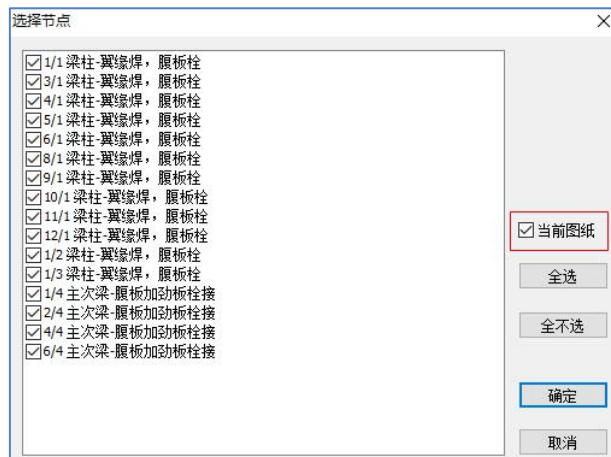 选择节点
1/1 梁柱-翼缘焊，腹板栓
3/1 梁柱-翼缘焊，腹板栓
4/1 梁柱-翼缘焊，腹板栓
5/1 梁柱-翼缘焊，腹板栓
6/1 梁柱-翼缘焊，腹板栓
8/1 梁柱-翼缘焊，腹板栓
9/1 梁柱-翼缘焊，腹板栓
10/1 梁柱-翼缘焊，腹板栓
11/1 梁柱-翼缘焊，腹板栓
12/1 梁柱-翼缘焊，腹板栓
1/2 梁柱-翼缘焊，腹板栓
1/3 梁柱-翼缘焊，腹板栓
1/4 主次梁-腹板加劲板栓接
2/4 主次梁-腹板加劲板栓接
4/4 主次梁-腹板加劲板栓接
6/4 主次梁-腹板加劲板栓接
当前图纸
全选
全不选
确定
取消